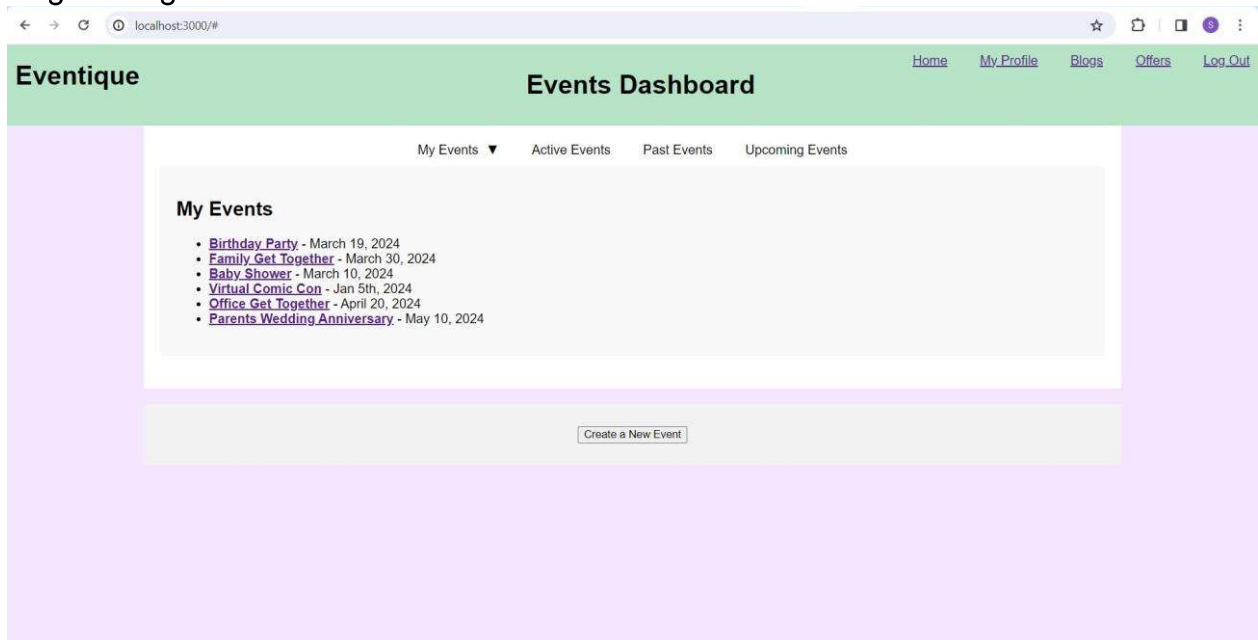 localhost:3000/#
S
Eventique
Events Dashboard
Home My Profile Blogs Offers Log Out
My Events ▼ Active Events Past Events Upcoming Events
My Events
• Birthday Party - March 19, 2024
• Family Get Together - March 30, 2024
• Baby Shower - March 10, 2024
• Virtual Comic Con - Jan 5th, 2024
• Office Get Together - April 20, 2024
• Parents Wedding Anniversary - May 10, 2024
Create a New Event